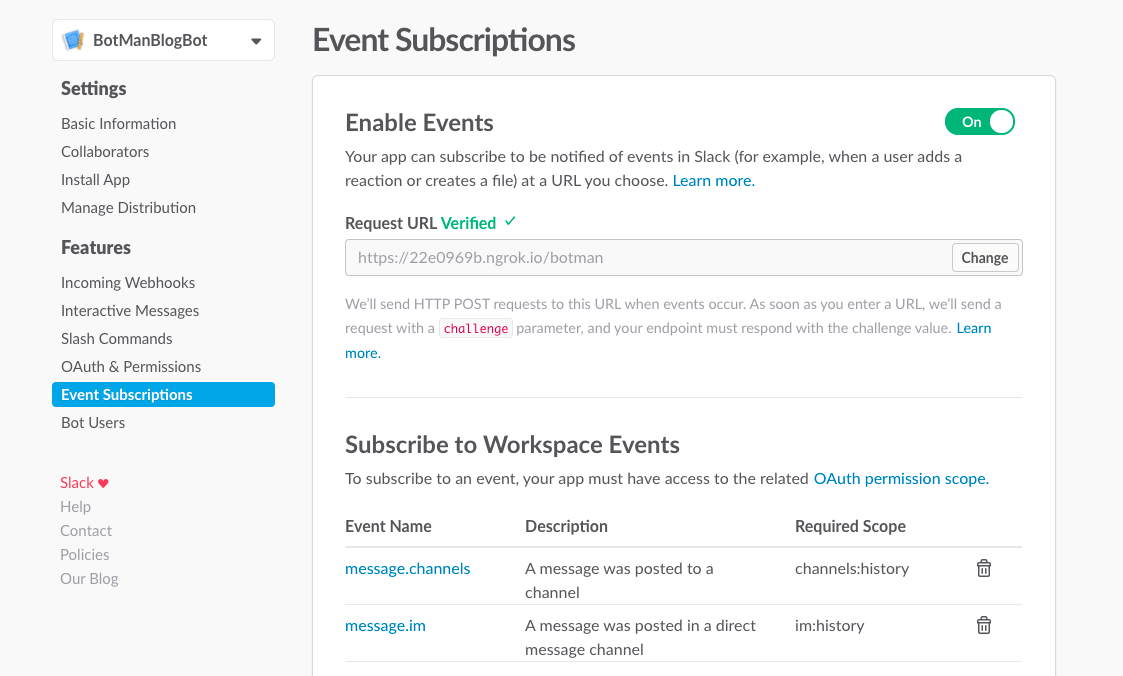 BotManBlogBot
Settings
Basic Information
Collaborators
Install App
Manage Distribution
Features
Incoming Webhooks
Interactive Messages
Slash Commands
OAuth & Permissions
Event Subscriptions
Bot Users
Slack ♥
Help
Contact
Policies
Our Blog
Event Subscriptions
Enable Events
On
Your app can subscribe to be notified of events in Slack (for example, when a user adds a
reaction or creates a file) at a URL you choose. Learn more.
Request URL Verified ✓
https://22e0969b.ngrok.io/botman
Change
We’ll send HTTP POST requests to this URL when events occur. As soon as you enter a URL, we’ll send a
request with a challenge parameter, and your endpoint must respond with the challenge value. Learn
more.
Subscribe to Workspace Events
To subscribe to an event, your app must have access to the related OAuth permission scope.
Event Name Description Required Scope
message.channels A message was posted to a channels:history
channel
message.im A message was posted in a direct im:history
message channel